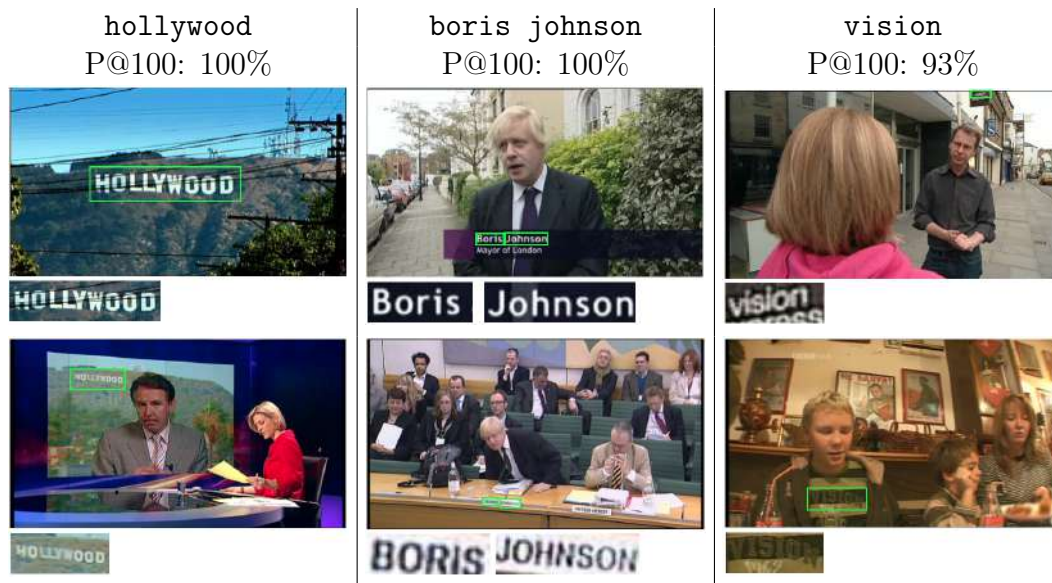 hollywood
P@100: 100%
HOLLYWOOD
HOLLYWOOD
HOLLYWOOD
HOLLYWOOD
boris johnson
P@100: 100%
Boris Johnson
Mayor of London
Boris Johnson
BORIS JOHNSON
vision
P@100: 93%
vision
VISION
VISION